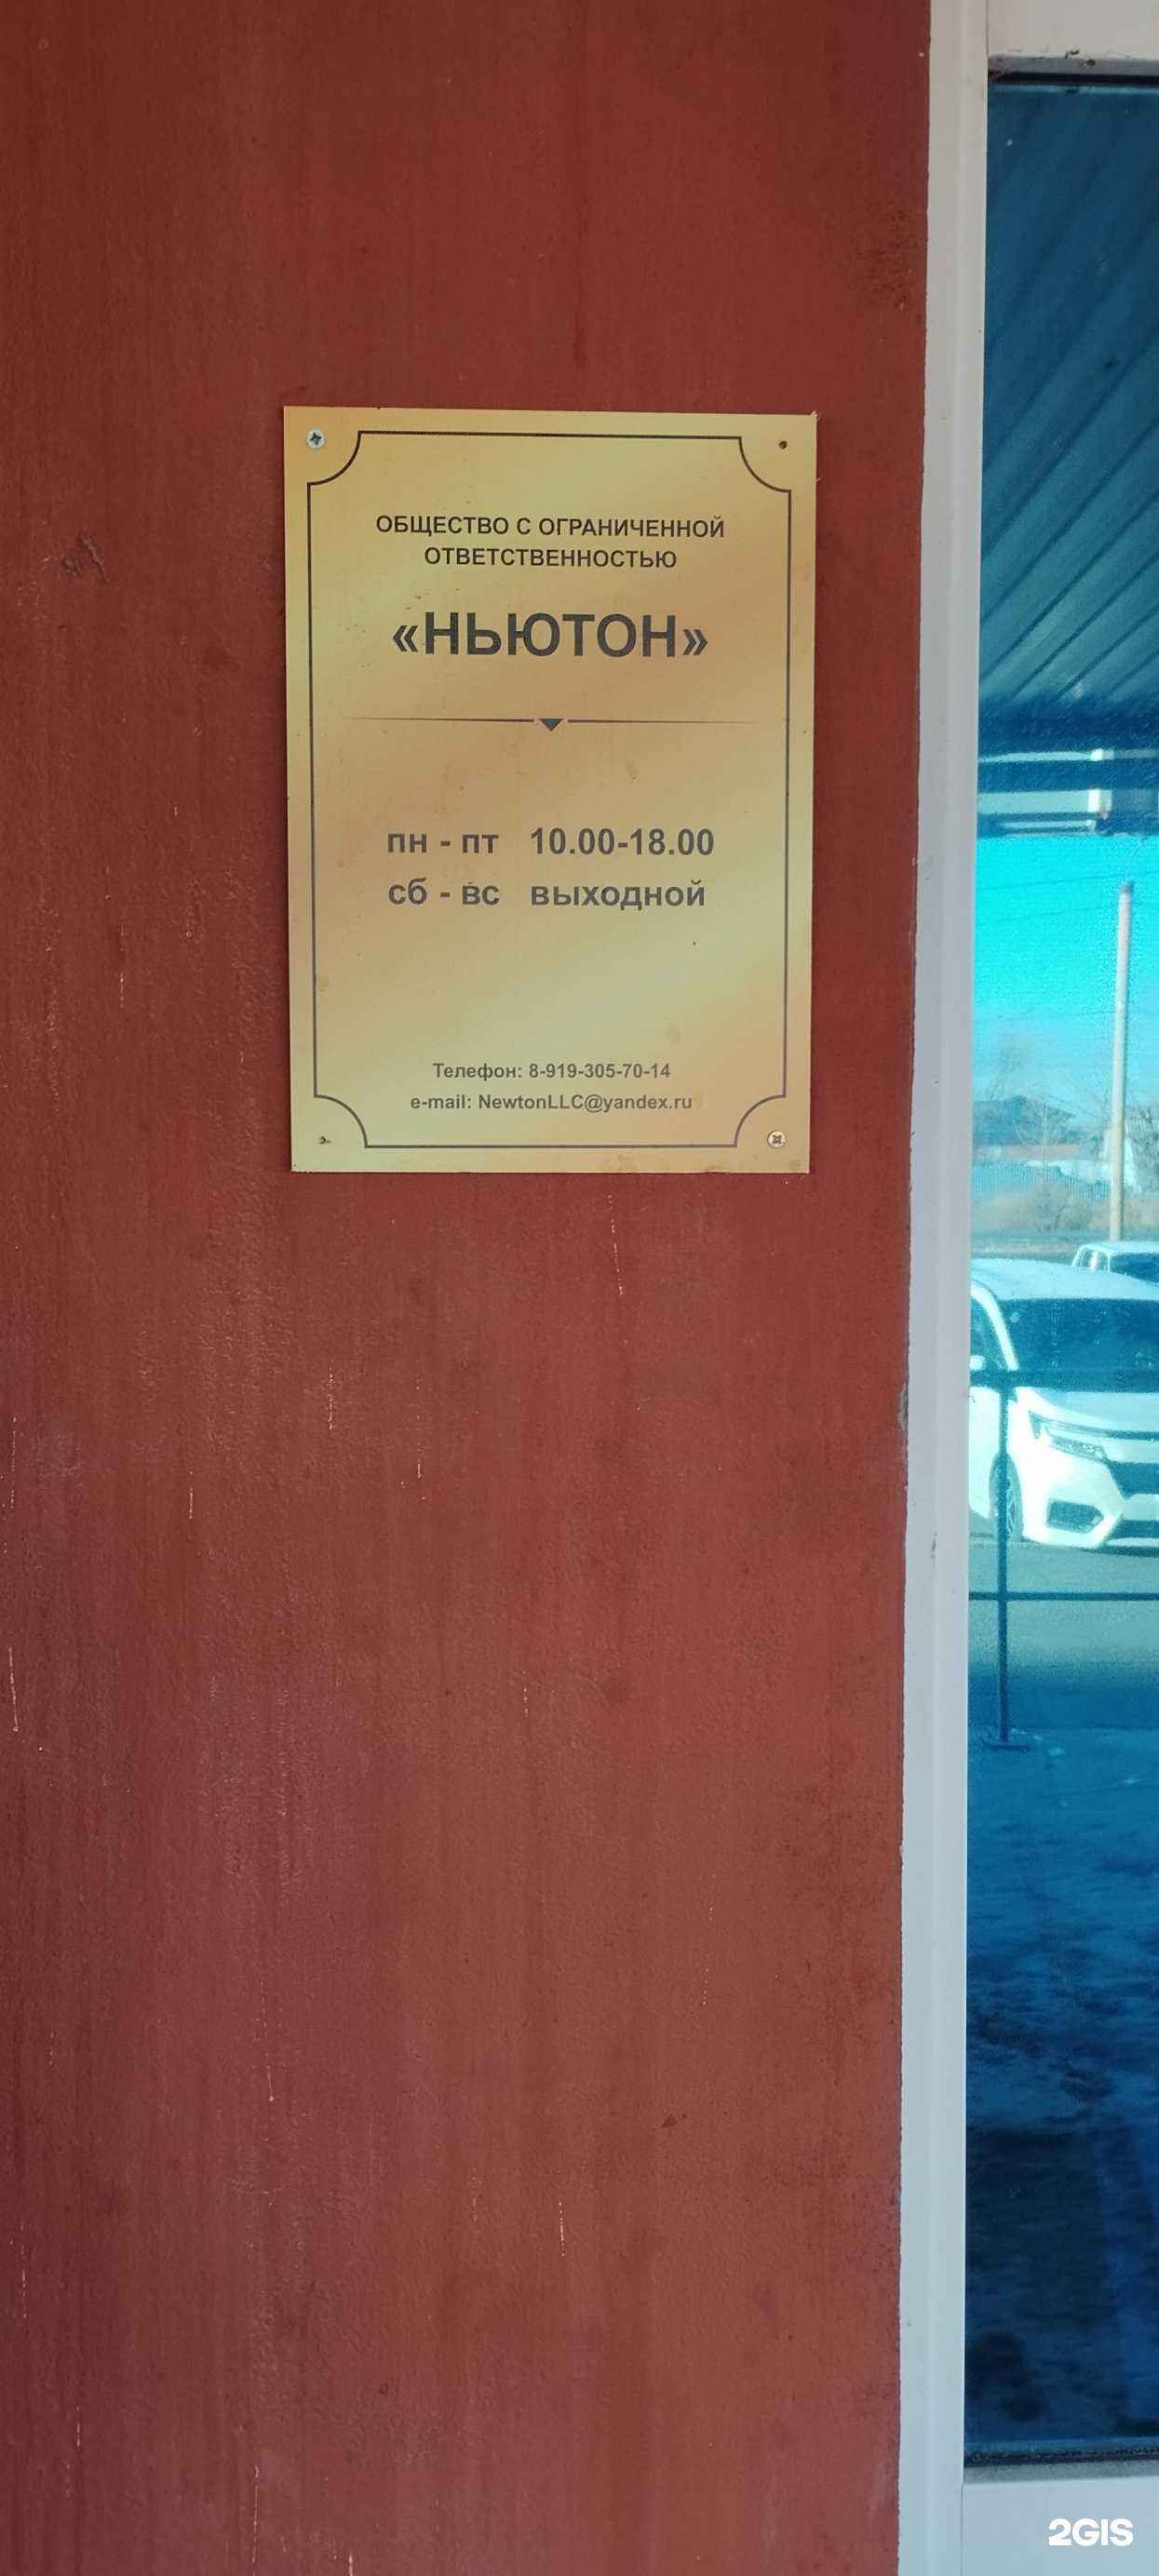 ОБЩЕСТВО С ОГРАНИЧЕННОЙ
ОТВЕТСТВЕННОСТЬЮ
«НЬЮТОН»
пн - пт 10.00-18.00
сб - вс выходной
Телефон: 8-919-305-70-14
e-mail: NewtonLLC@yandex.ru
2GIS